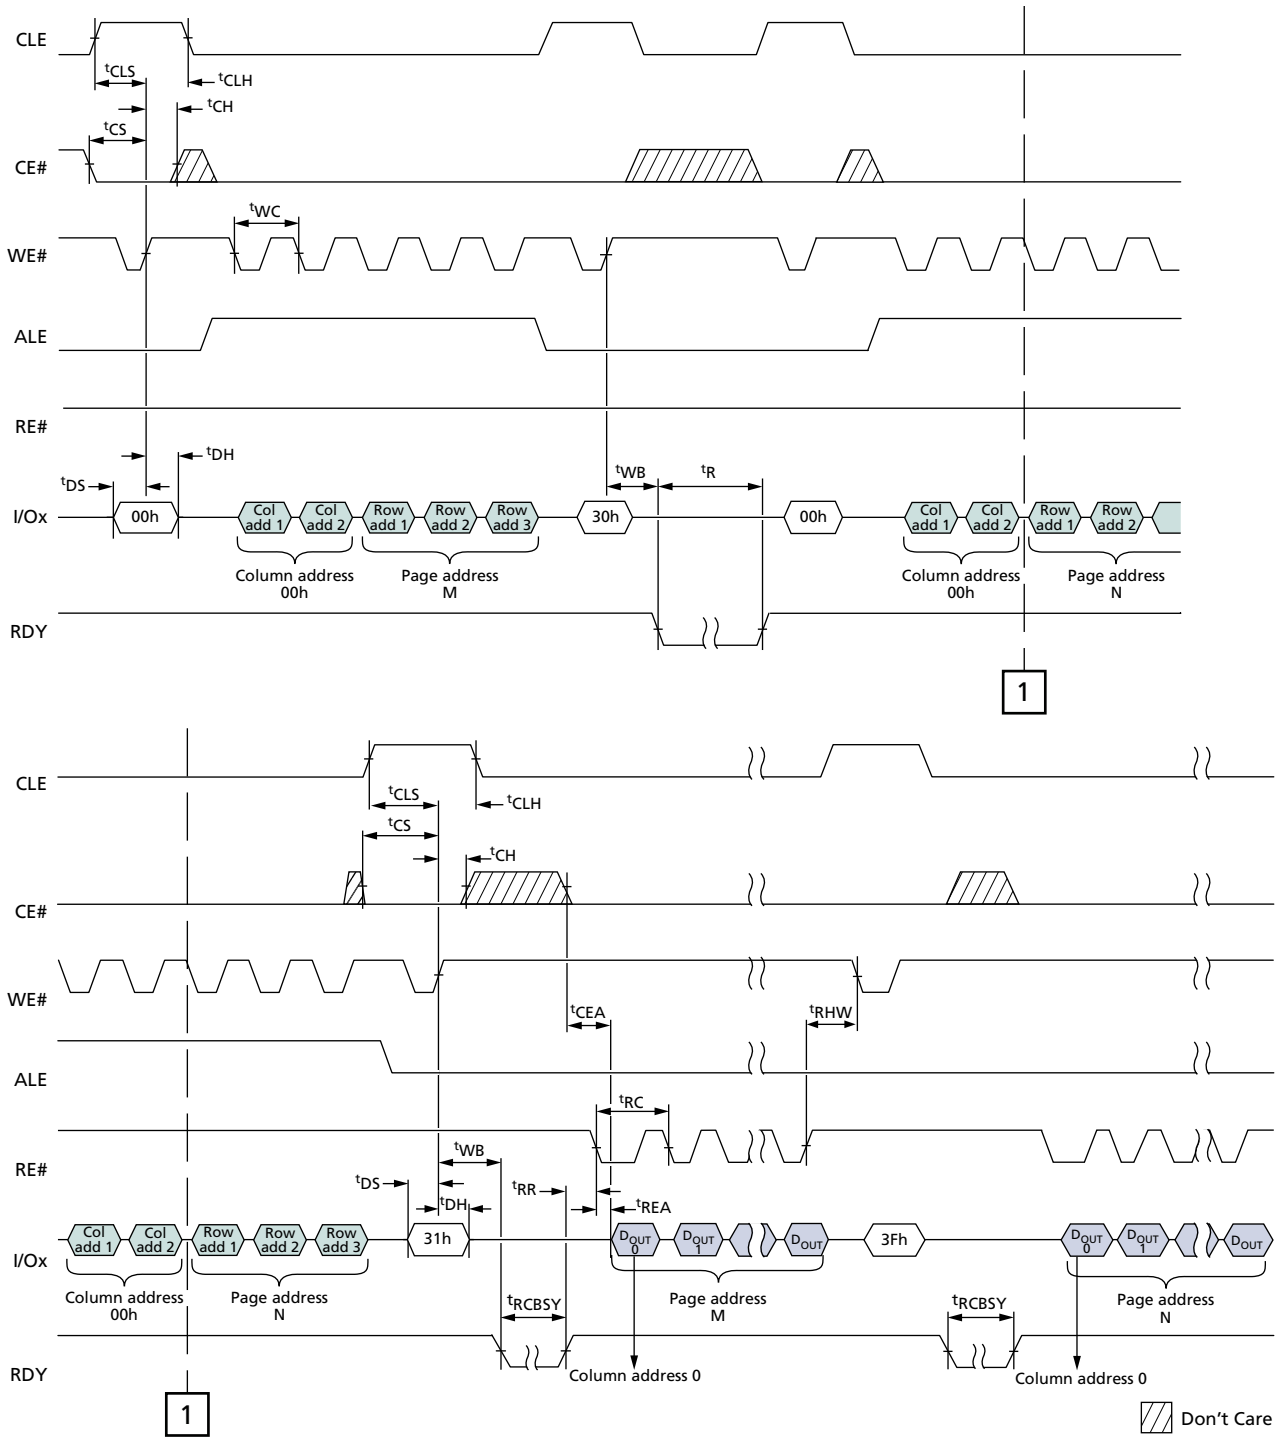 CLE
tCLS
tCLH
tCH
tCS
CE#
tWC
WE#
ALE
RE#
tDH
tDS
tWB
tR
I/Ox
00h
Col add 1
Col add 2
Row add 1
Row add 2
Row add 3
30h
00h
Col add 1
Col add 2
Row add 1
Row add 2
Column address
00h
Page address
M
Column address
00h
Page address
N
RDY
1
CLE
tCLS
tCLH
tCS
tCH
CE#
WE#
tCEA
tRHW
ALE
tRC
RE#
tWB
tDS
tDH
tRR
tREA
I/Ox
Col add 1
Col add 2
Row add 1
Row add 2
Row add 3
31h
DOUT 0
DOUT 1
DOUT
3Fh
DOUT 0
DOUT 1
DOUT
Column address
00h
Page address
N
tRCBSY
Page address
M
tRCBSY
Page address
N
RDY
Column address 0
Column address 0
1
Don't Care